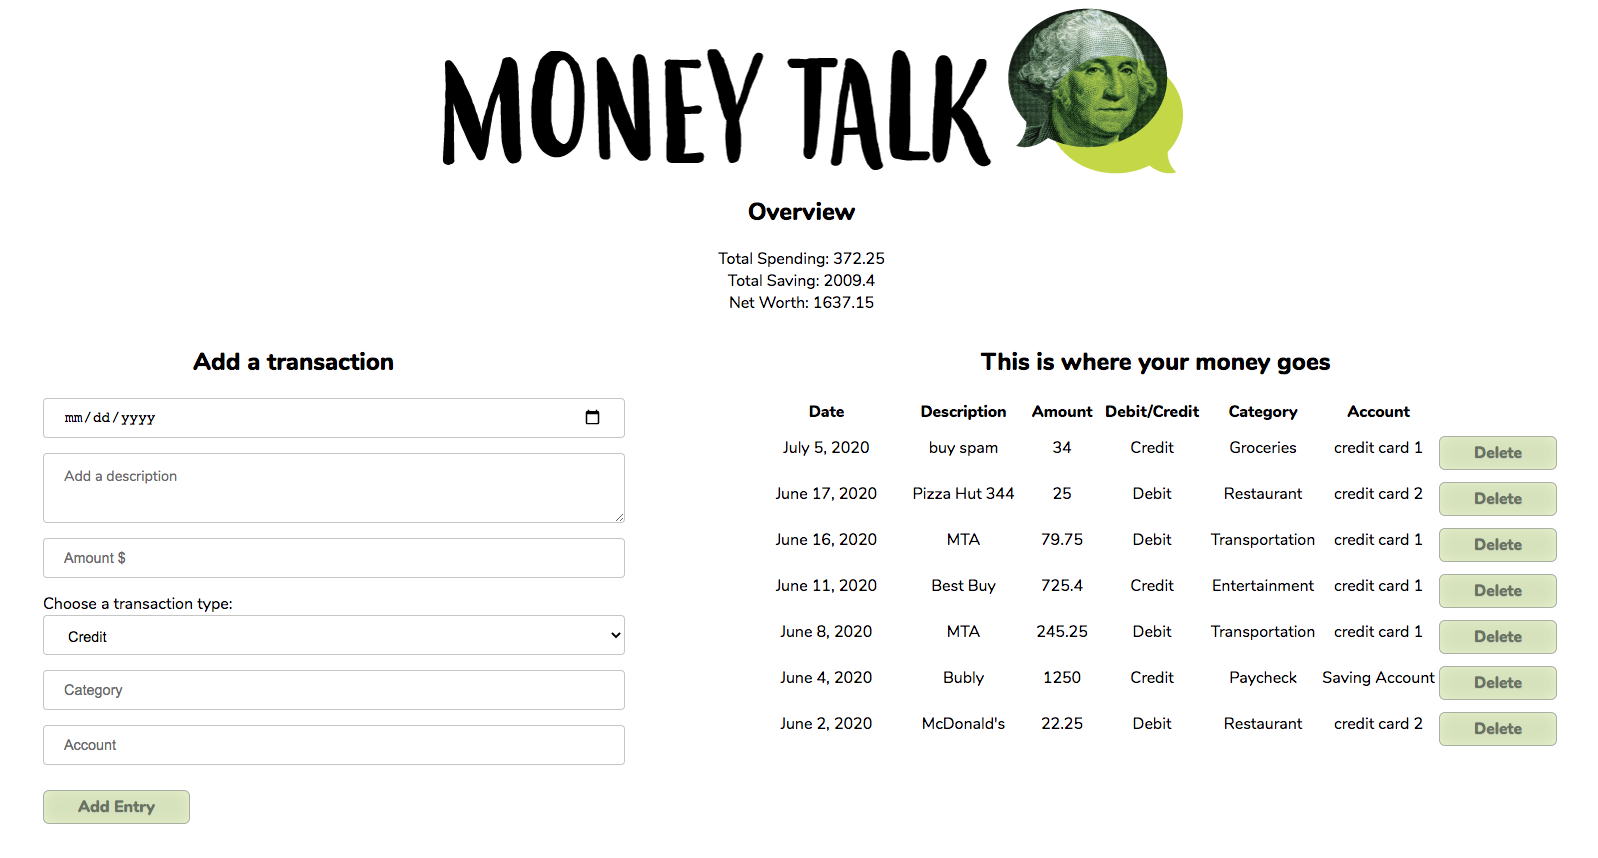 MONEY TALK
Overview
Total Spending: 372.25
Total Saving: 2009.4
Net Worth: 1637.15
Add a transaction
mm/dd/yyyy
Add a description
Amount $
Choose a transaction type:
Credit
Category
Account
Add Entry
This is where your money goes
Date Description Amount Debit/Credit Category Account
July 5, 2020 buy spam 34 Credit Groceries credit card 1 Delete
June 17, 2020 Pizza Hut 344 25 Debit Restaurant credit card 2 Delete
June 16, 2020 MTA 79.75 Debit Transportation credit card 1 Delete
June 11, 2020 Best Buy 725.4 Credit Entertainment credit card 1 Delete
June 8, 2020 MTA 245.25 Debit Transportation credit card 1 Delete
June 4, 2020 Bubly 1250 Credit Paycheck Saving Account Delete
June 2, 2020 McDonald's 22.25 Debit Restaurant credit card 2 Delete